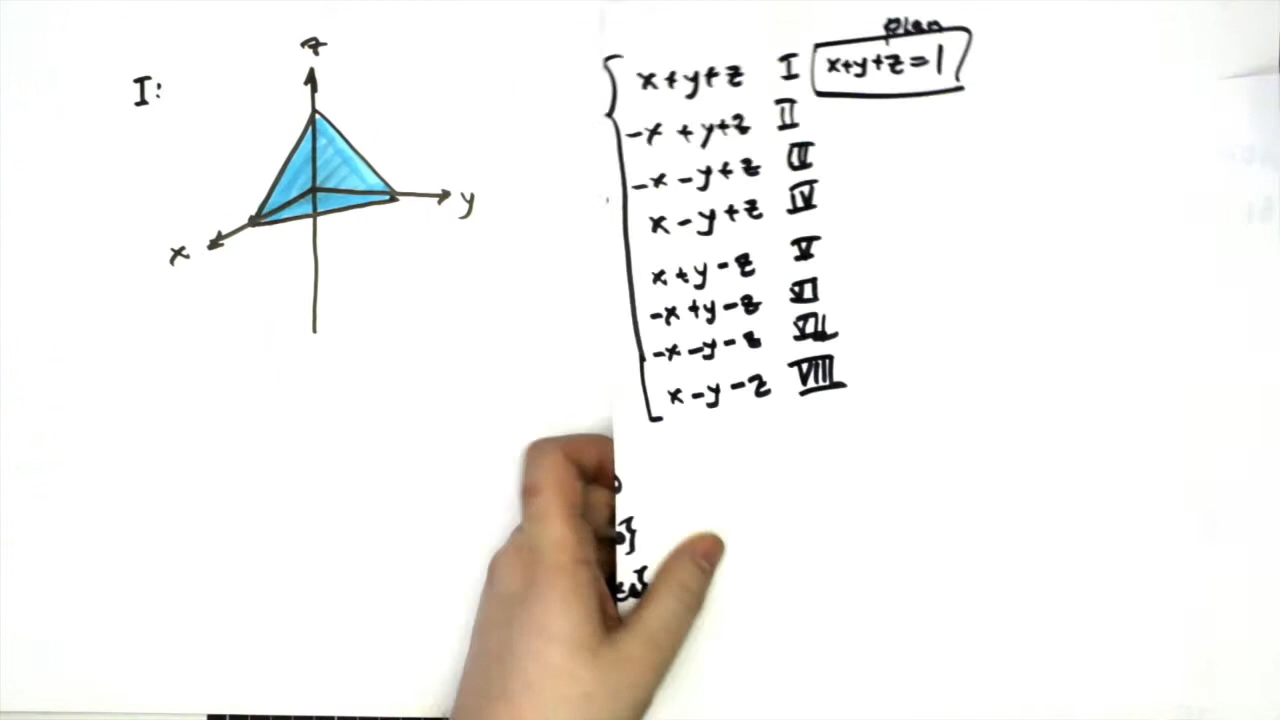 I:
z
y
x
plan
x+y+z I x+y+z=1
-x+y+z II
-x-y+z III
x-y+z IV
x+y-z V
-x+y-z VI
-x-y-z VII
x-y-z VIII